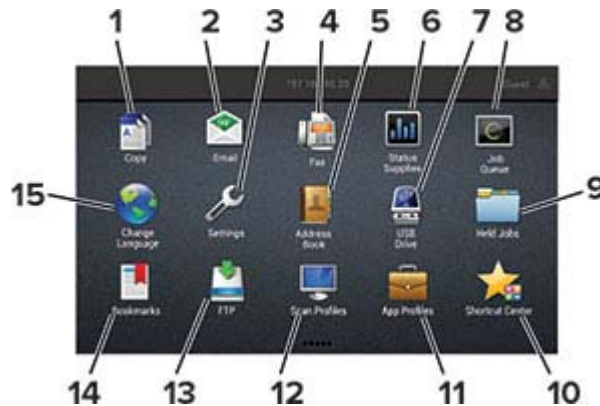 1 2 3 4 5 6 7 8
Guest
Copy Email Fax Status Supplies Job Queue
15 9
Change Language Settings Address Book USB Drive Held Jobs
Bookmarks FTP Scan Profiles App Profiles Shortcut Center
14 13 12 11 10